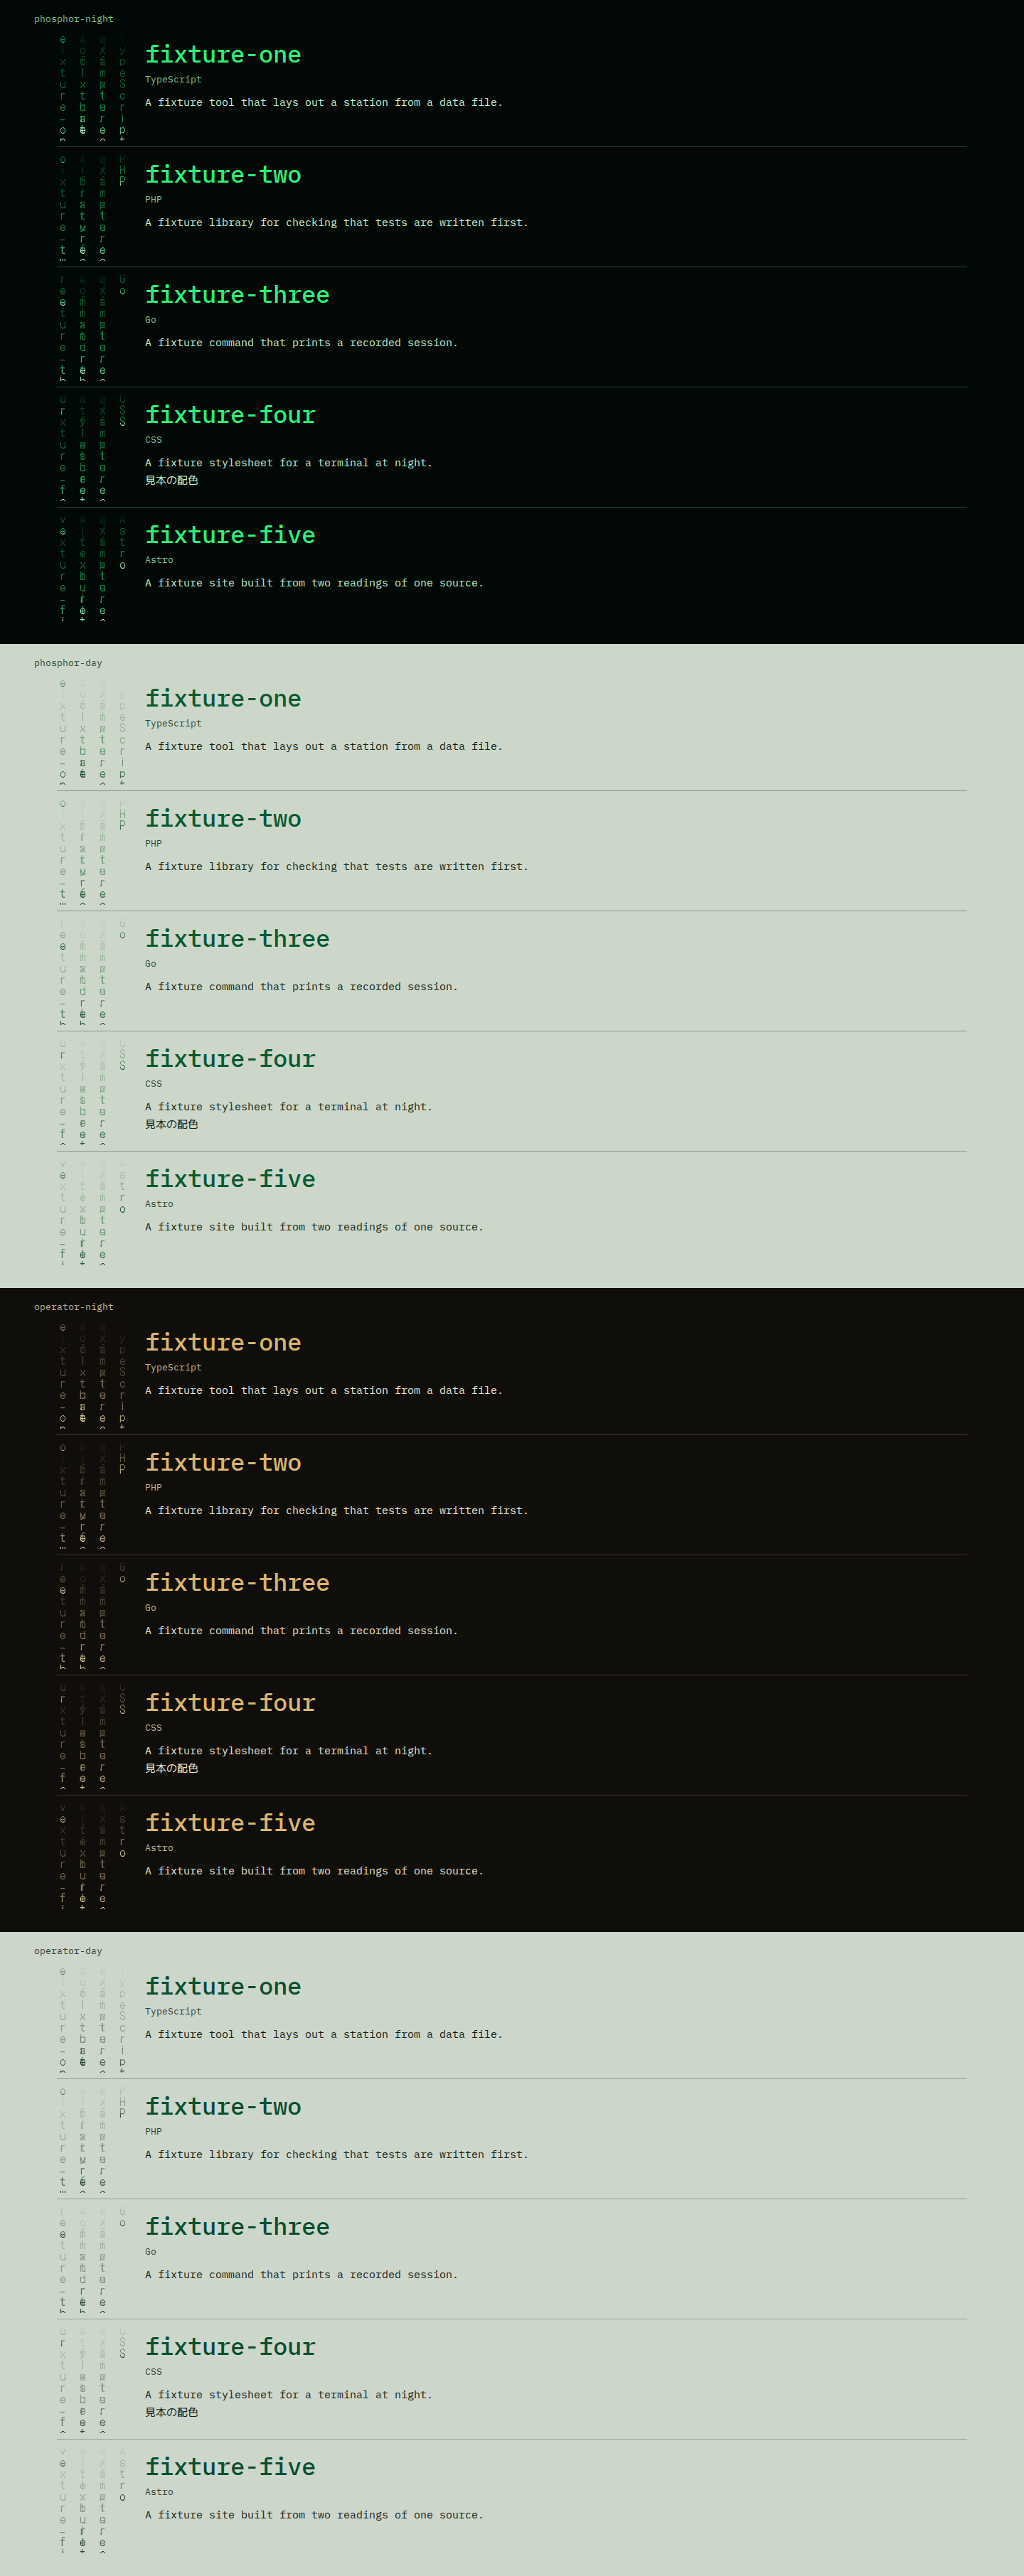 phosphor-night
fixture-one
TypeScript
A fixture tool that lays out a station from a data file.
fixture-two
PHP
A fixture library for checking that tests are written first.
fixture-three
Go
A fixture command that prints a recorded session.
fixture-four
CSS
A fixture stylesheet for a terminal at night.
見本の配色
fixture-five
Astro
A fixture site built from two readings of one source.
phosphor-day
fixture-one
TypeScript
A fixture tool that lays out a station from a data file.
fixture-two
PHP
A fixture library for checking that tests are written first.
fixture-three
Go
A fixture command that prints a recorded session.
fixture-four
CSS
A fixture stylesheet for a terminal at night.
見本の配色
fixture-five
Astro
A fixture site built from two readings of one source.
operator-night
fixture-one
TypeScript
A fixture tool that lays out a station from a data file.
fixture-two
PHP
A fixture library for checking that tests are written first.
fixture-three
Go
A fixture command that prints a recorded session.
fixture-four
CSS
A fixture stylesheet for a terminal at night.
見本の配色
fixture-five
Astro
A fixture site built from two readings of one source.
operator-day
fixture-one
TypeScript
A fixture tool that lays out a station from a data file.
fixture-two
PHP
A fixture library for checking that tests are written first.
fixture-three
Go
A fixture command that prints a recorded session.
fixture-four
CSS
A fixture stylesheet for a terminal at night.
見本の配色
fixture-five
Astro
A fixture site built from two readings of one source.